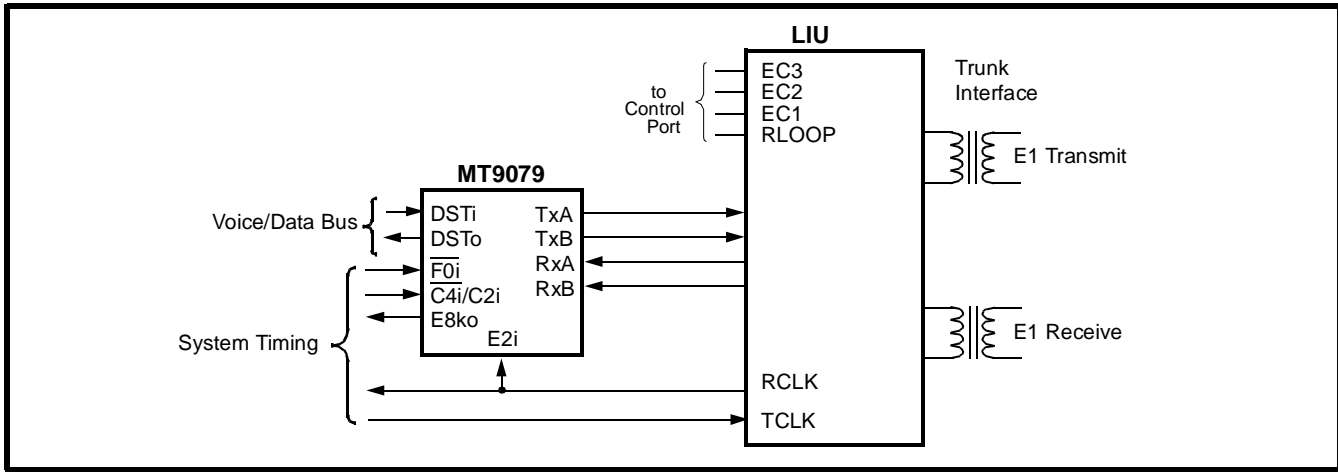 LIU
EC3
EC2
EC1
RLOOP
to
Control
Port
Trunk
Interface
E1 Transmit
MT9079
Voice/Data Bus
DSTi
TxA
DSTo
TxB
F0i
RxA
C4i/C2i
RxB
E8ko
E2i
System Timing
E1 Receive
RCLK
TCLK